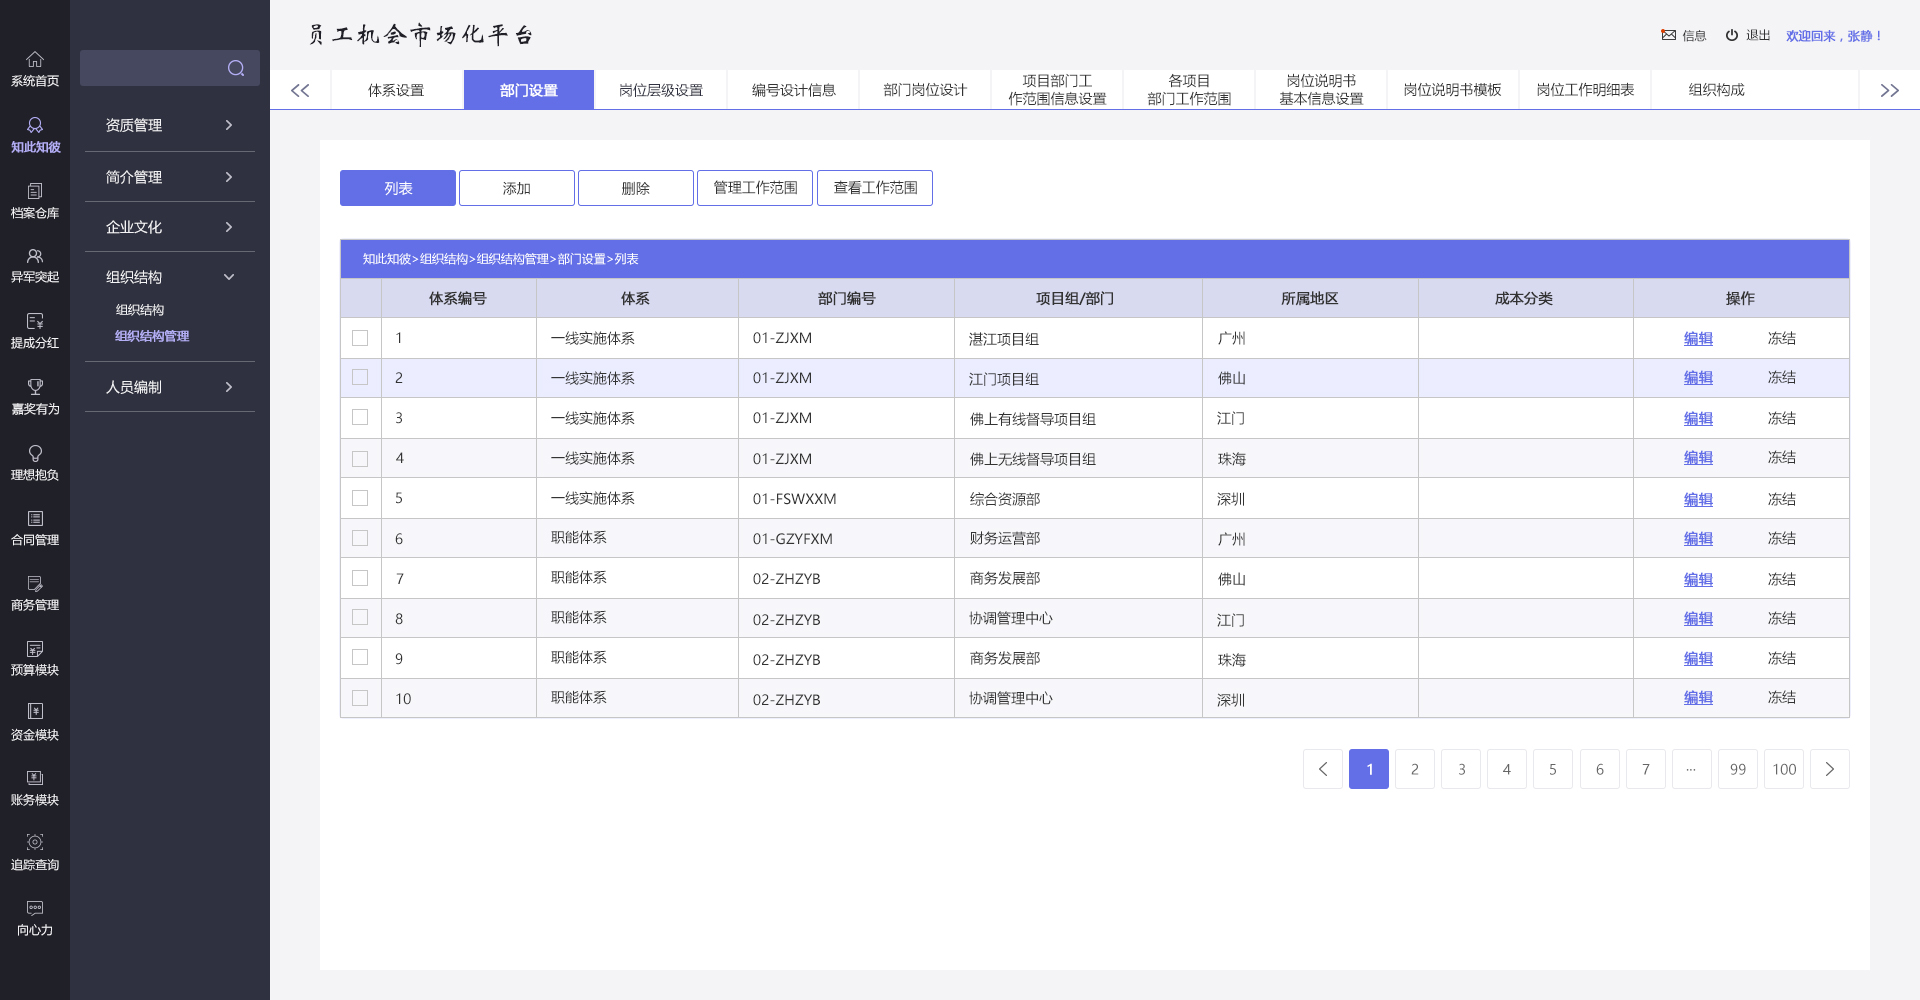 员工机会市场化平台
信息
退出
欢迎回来，张静！
系统首页
知此知彼
档案仓库
异军突起
提成分红
嘉奖有为
理想抱负
合同管理
商务管理
预算模块
资金模块
账务模块
追踪查询
向心力
资质管理
简介管理
企业文化
组织结构
组织结构
组织结构管理
人员编制
体系设置
部门设置
岗位层级设置
编号设计信息
部门岗位设计
项目部门工
作范围信息设置
各项目
部门工作范围
岗位说明书
基本信息设置
岗位说明书模板
岗位工作明细表
组织构成
列表
添加
删除
管理工作范围
查看工作范围
知此知彼>组织结构>组织结构管理>部门设置>列表
体系编号 体系 部门编号 项目组/部门 所属地区 成本分类 操作
1 一线实施体系 01-ZJXM 湛江项目组 广州 编辑 冻结
2 一线实施体系 01-ZJXM 江门项目组 佛山 编辑 冻结
3 一线实施体系 01-ZJXM 佛上有线督导项目组 江门 编辑 冻结
4 一线实施体系 01-ZJXM 佛上无线督导项目组 珠海 编辑 冻结
5 一线实施体系 01-FSWXXM 综合资源部 深圳 编辑 冻结
6 职能体系 01-GZYFXM 财务运营部 广州 编辑 冻结
7 职能体系 02-ZHZYB 商务发展部 佛山 编辑 冻结
8 职能体系 02-ZHZYB 协调管理中心 江门 编辑 冻结
9 职能体系 02-ZHZYB 商务发展部 珠海 编辑 冻结
10 职能体系 02-ZHZYB 协调管理中心 深圳 编辑 冻结
1 2 3 4 5 6 7 ··· 99 100